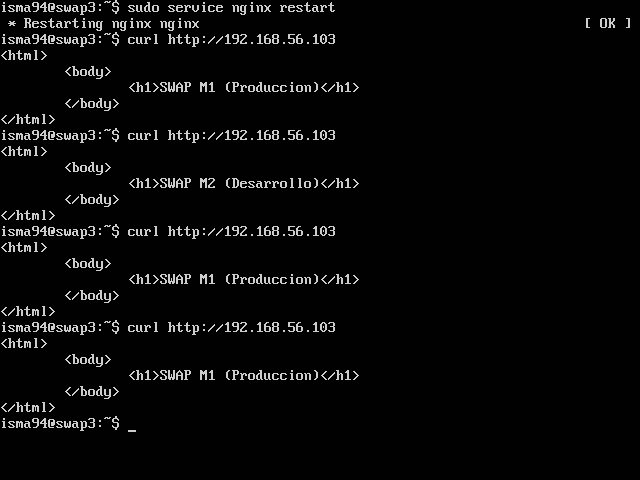 isma94@swap3:~$ sudo service nginx restart
 * Restarting nginx nginx [ OK ]
isma94@swap3:~$ curl http://192.168.56.103
<html>
        <body>
                <h1>SWAP M1 (Produccion)</h1>
        </body>
</html>
isma94@swap3:~$ curl http://192.168.56.103
<html>
        <body>
                <h1>SWAP M2 (Desarrollo)</h1>
        </body>
</html>
isma94@swap3:~$ curl http://192.168.56.103
<html>
        <body>
                <h1>SWAP M1 (Produccion)</h1>
        </body>
</html>
isma94@swap3:~$ curl http://192.168.56.103
<html>
        <body>
                <h1>SWAP M1 (Produccion)</h1>
        </body>
</html>
isma94@swap3:~$ _